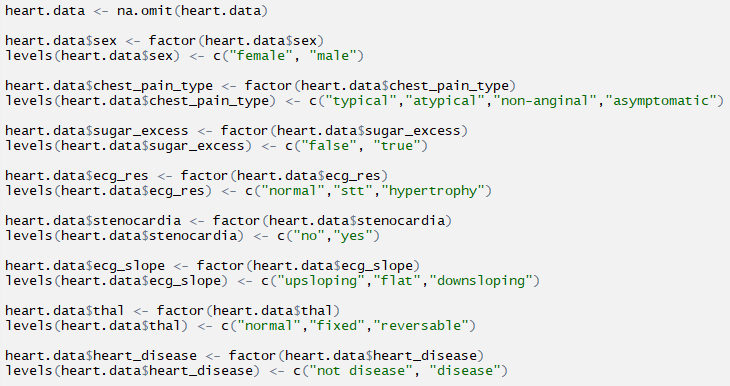 heart.data <- na.omit(heart.data)
heart.data$sex <- factor(heart.data$sex)
levels(heart.data$sex) <- c("female", "male")
heart.data$chest_pain_type <- factor(heart.data$chest_pain_type)
levels(heart.data$chest_pain_type) <- c("typical","atypical","non-anginal","asymptomatic")
heart.data$sugar_excess <- factor(heart.data$sugar_excess)
levels(heart.data$sugar_excess) <- c("false", "true")
heart.data$ecg_res <- factor(heart.data$ecg_res)
levels(heart.data$ecg_res) <- c("normal","stt","hypertrophy")
heart.data$stenocardia <- factor(heart.data$stenocardia)
levels(heart.data$stenocardia) <- c("no","yes")
heart.data$ecg_slope <- factor(heart.data$ecg_slope)
levels(heart.data$ecg_slope) <- c("upsloping","flat","downsloping")
heart.data$thal <- factor(heart.data$thal)
levels(heart.data$thal) <- c("normal","fixed","reversable")
heart.data$heart_disease <- factor(heart.data$heart_disease)
levels(heart.data$heart_disease) <- c("not disease", "disease")